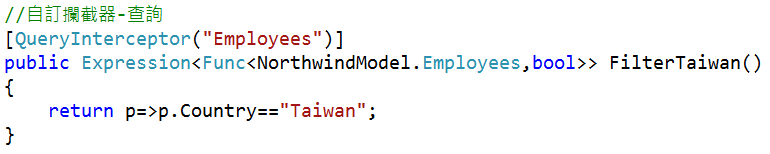 //自訂攔截器-查詢
[QueryInterceptor("Employees")]
public Expression<Func<NorthwindModel.Employees,bool>> FilterTaiwan()
{
    return p=>p.Country=="Taiwan";
}